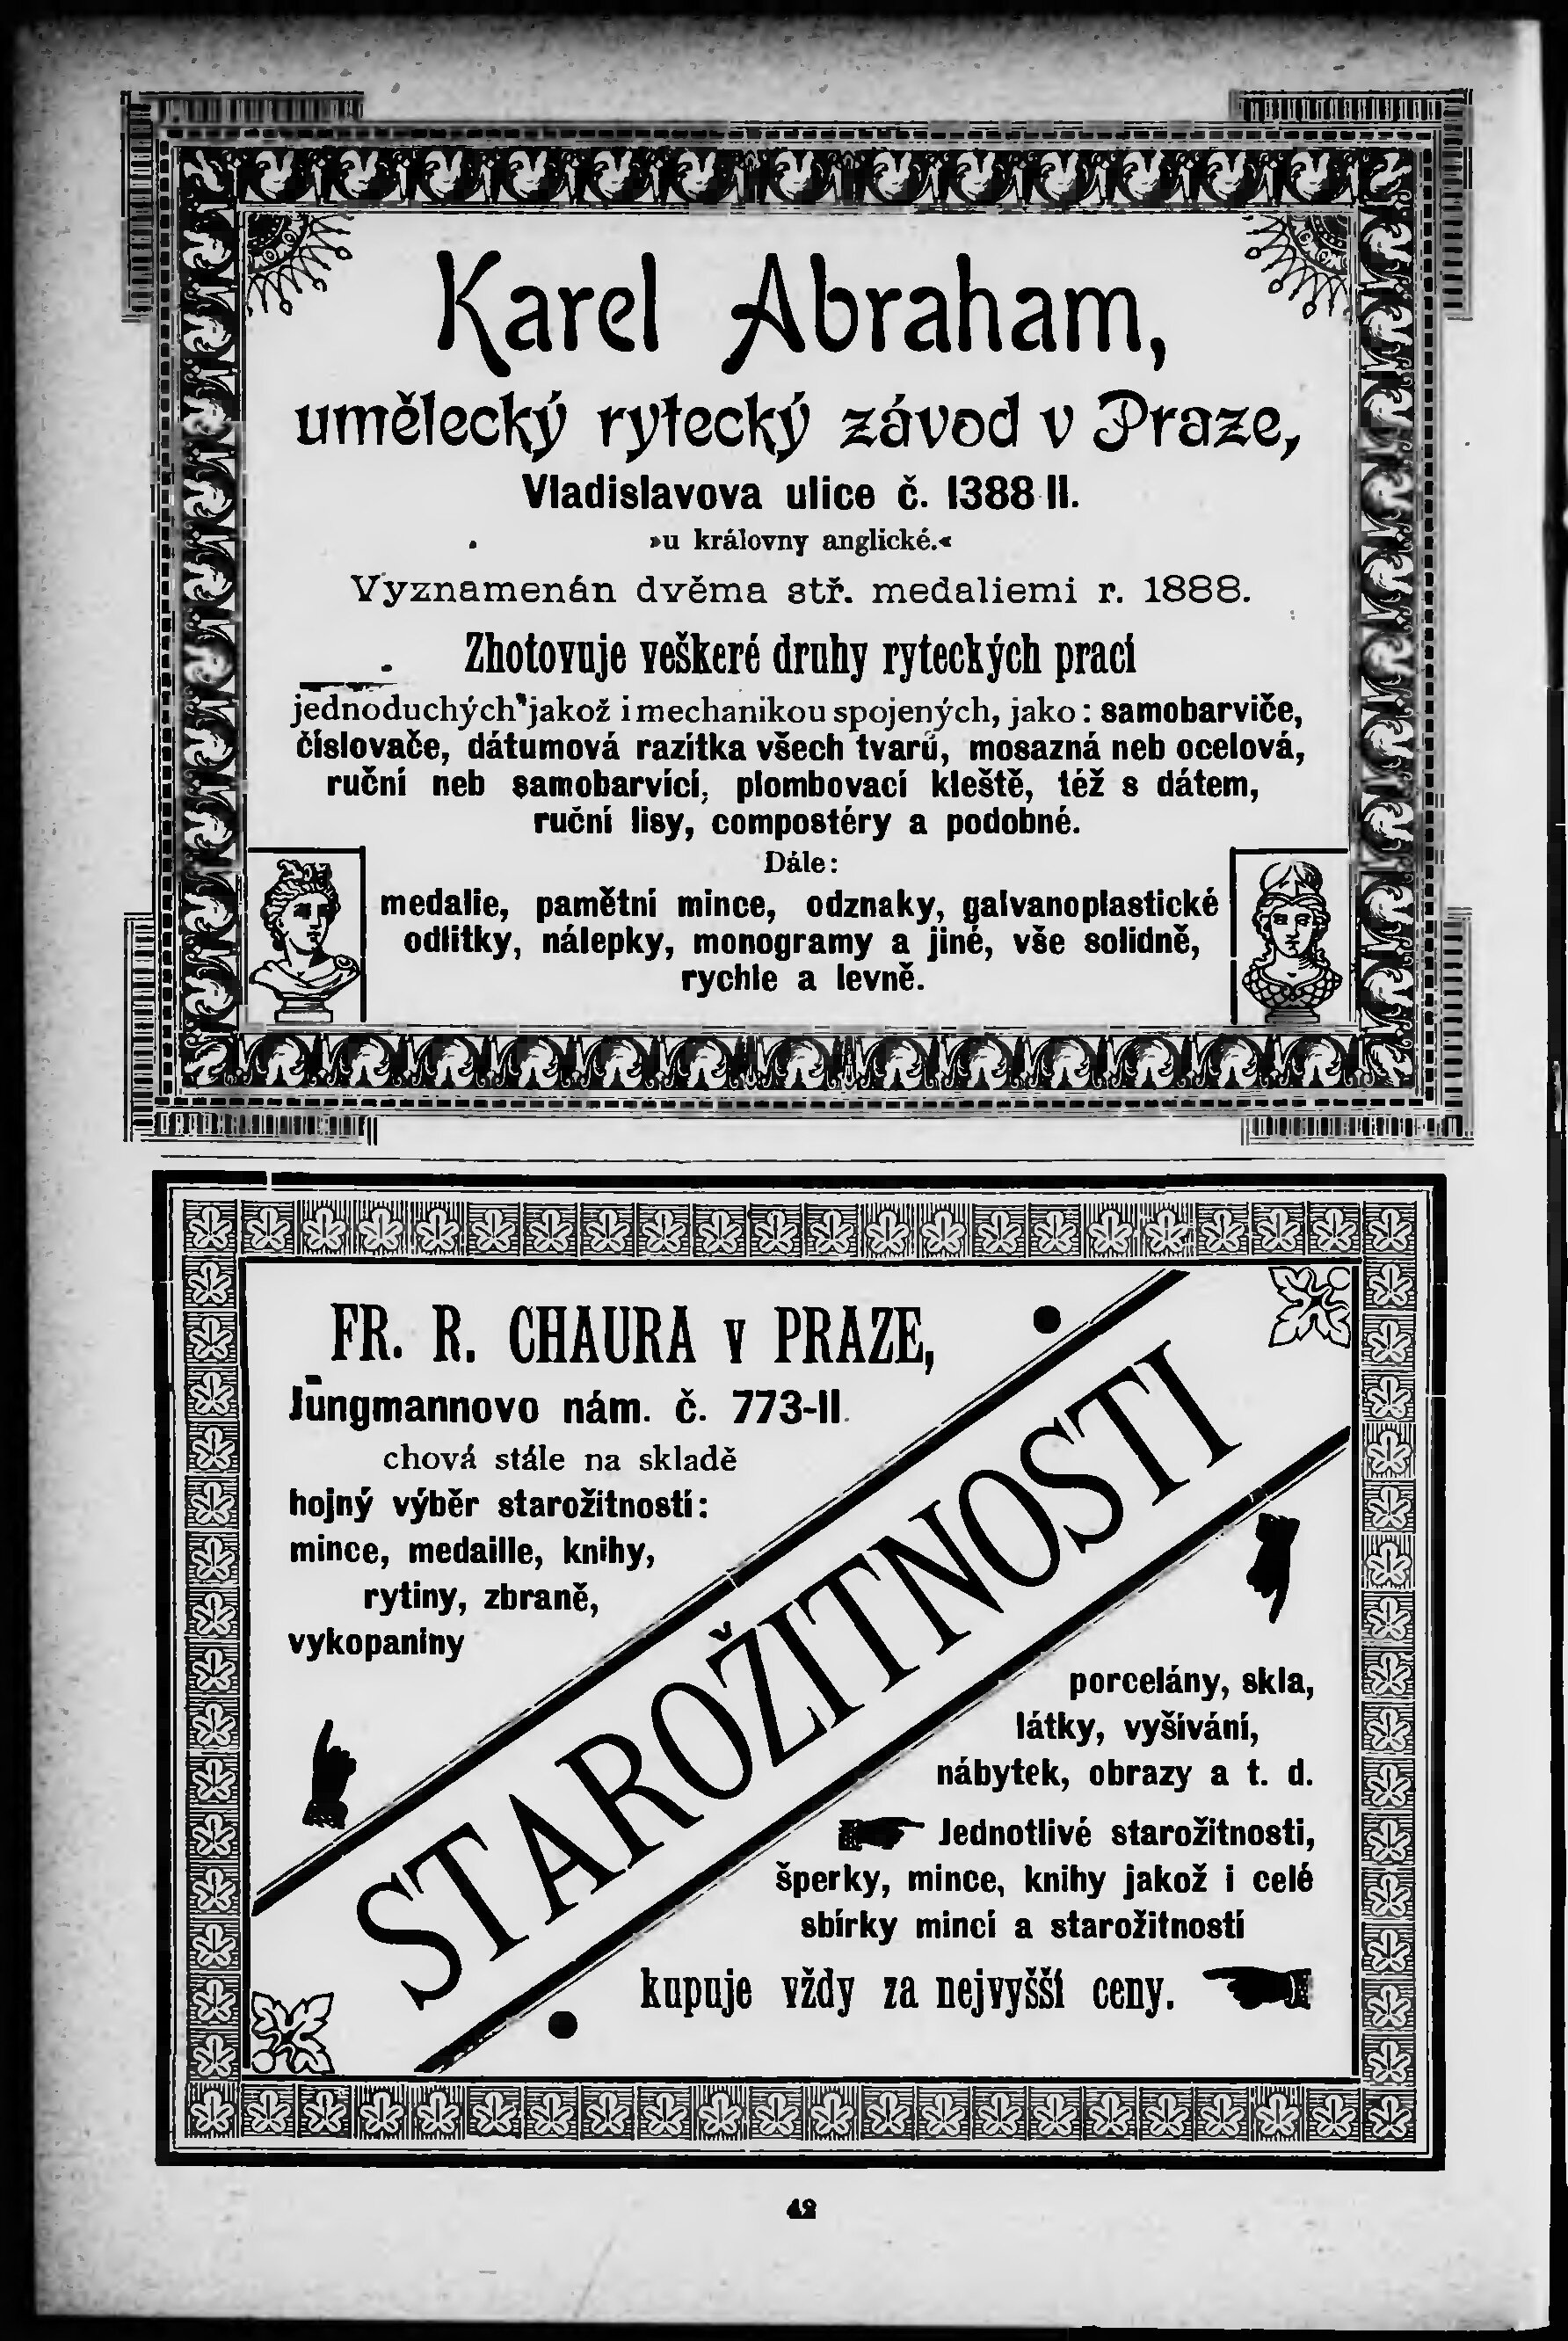 Karel Abraham,
umělecký rytecký závod v Praze,
Vladislavova ulice č. 1388 II.
»u královny anglické.«
Vyznamenán dvěma stř. medaliemi r. 1888.
Zhotovuje veškeré druhy ryteckých prací
jednoduchých jakož i mechanikou spojených, jako: samobarviče,
číslovače, dátumová razítka všech tvarů, mosazná neb ocelová,
ruční neb samobarvící, plombovací kleště, též s dátem,
ruční lisy, compostéry a podobné.
Dále:
medalie, pamětní mince, odznaky, galvanoplastické
odlitky, nálepky, monogramy a jiné, vše solidně,
rychle a levně.
FR. R. CHAURA v PRAZE,
Jungmannovo nám. č. 773-II.
chová stále na skladě
hojný výběr starožitností:
mince, medaille, knihy,
rytiny, zbraně,
vykopaniny
STAROŽITNOSTI
porcelány, skla,
látky, vyšívání,
nábytek, obrazy a t. d.
Jednotlivé starožitnosti,
šperky, mince, knihy jakož i celé
sbírky mincí a starožitností
kupuje vždy za nejvyšší ceny.
42